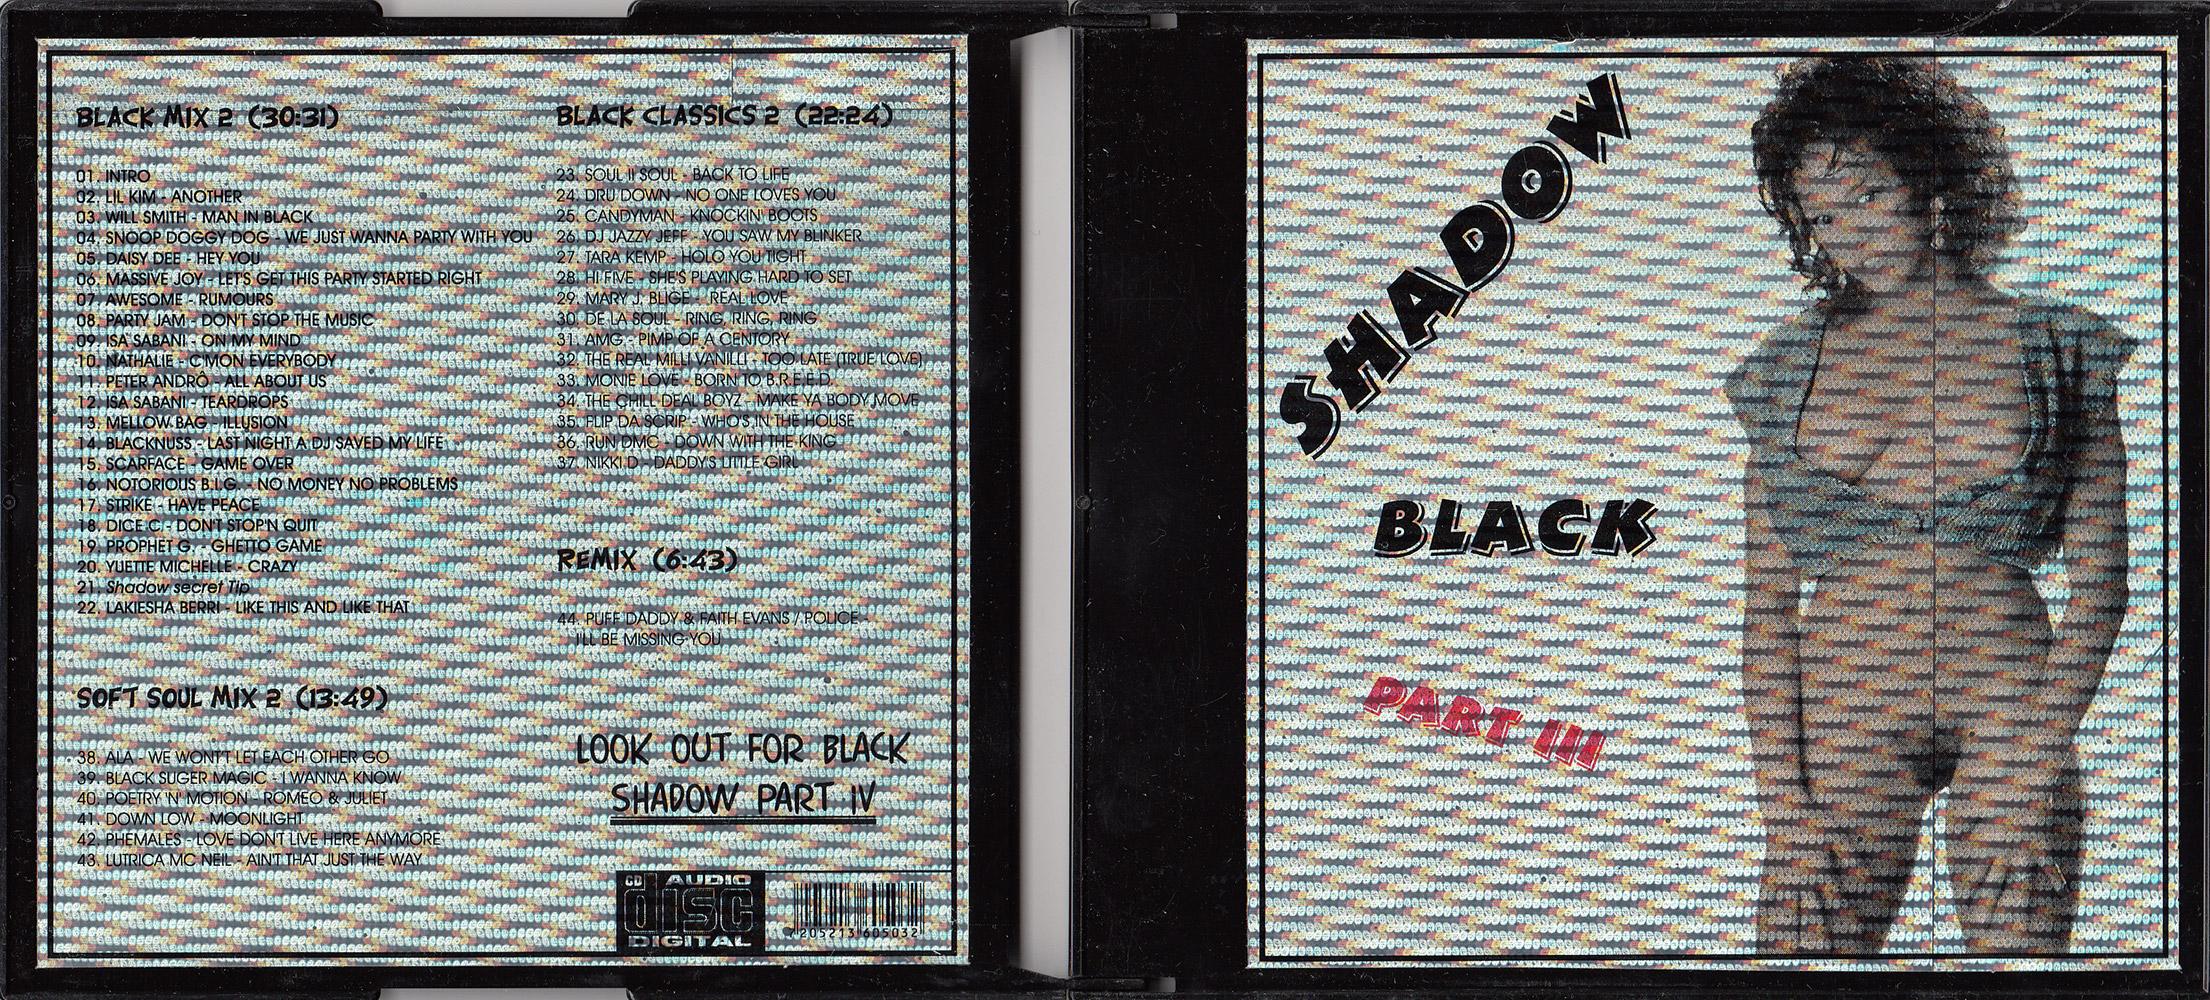 BLACK MIX 2 (30:31)
01 INTRO
02. LIL KIM - ANOTHER
03. WILL SMITH - MAN IN BLACK
04. SNOOP DOGGY DOG - WE JUST WANNA PARTY WITH YOU
05. DAISY DEE - HEY YOU
06. MASSIVE JOY - LET'S GET THIS PARTY STARTED RIGHT
07. AWESOME - RUMOURS
08. PARTY JAM - DON'T STOP THE MUSIC
09. ISA SABANI - ON MY MIND
10. NATHALIE - C'MON EVERYBODY
11. PETER ANDRÔ - ALL ABOUT US
12. ISA SABANI - TEARDROPS
13. MELLOW BAG - ILLUSION
14. BLACKNUSS - LAST NIGHT A DJ SAVED MY LIFE
15. SCARFACE - GAME OVER
16. NOTORIOUS B.I.G. - NO MONEY NO PROBLEMS
17. STRIKE - HAVE PEACE
18. DICE C - DON'T STOP'N QUIT
19. PROPHET G. - GHETTO GAME
20. YUETTE MICHELLE - CRAZY
21. Shadow secret Tip
22. LAKIESHA BERRI - LIKE THIS AND LIKE THAT
SOFT SOUL MIX 2 (13:49)
38. ALA - WE WON'T LET EACH OTHER GO
39. BLACK SUGER MAGIC - I WANNA KNOW
40. POETRY 'N' MOTION - ROMEO & JULIET
41. DOWN LOW - MOONLIGHT
42. PHEMALES - LOVE DON'T LIVE HERE ANYMORE
43. LUTRICA MC NEIL - AIN'T THAT JUST THE WAY
BLACK CLASSICS 2 (22:24)
23. SOUL II SOUL - BACK TO LIFE
24. DRU DOWN - NO ONE LOVES YOU
25. CANDYMAN - KNOCKIN' BOOTS
26. DJ JAZZY JEFF - YOU SAW MY BLINKER
27. TARA KEMP - HOLO YOU TIGHT
28 HI FIVE - SHE'S PLAYING HARD TO SET
29. MARY J. BLIGE - REAL LOVE
30. DE LA SOUL - RING, RING, RING
31. AMG - PIMP OF A CENTORY
32. THE REAL MILLI VANILLI - TOO LATE (TRUE LOVE)
33. MONIE LOVE - BORN TO B.R.E.E.D.
34. THE CHILL DEAL BOYZ - MAKE YA BODY MOVE
35. FLIP DA SCRIP - WHO'S IN THE HOUSE
36. RUN DMC - DOWN WITH THE KING
37. NIKKI D - DADDY'S LITTLE GIRL
REMIX (6:43)
44. PUFF DADDY & FAITH EVANS / POLICE -
I'LL BE MISSING YOU
LOOK OUT FOR BLACK
SHADOW PART IV
CD AUDIO
disc
DIGITAL
7 205213 605032
SHADOW
BLACK
PART III